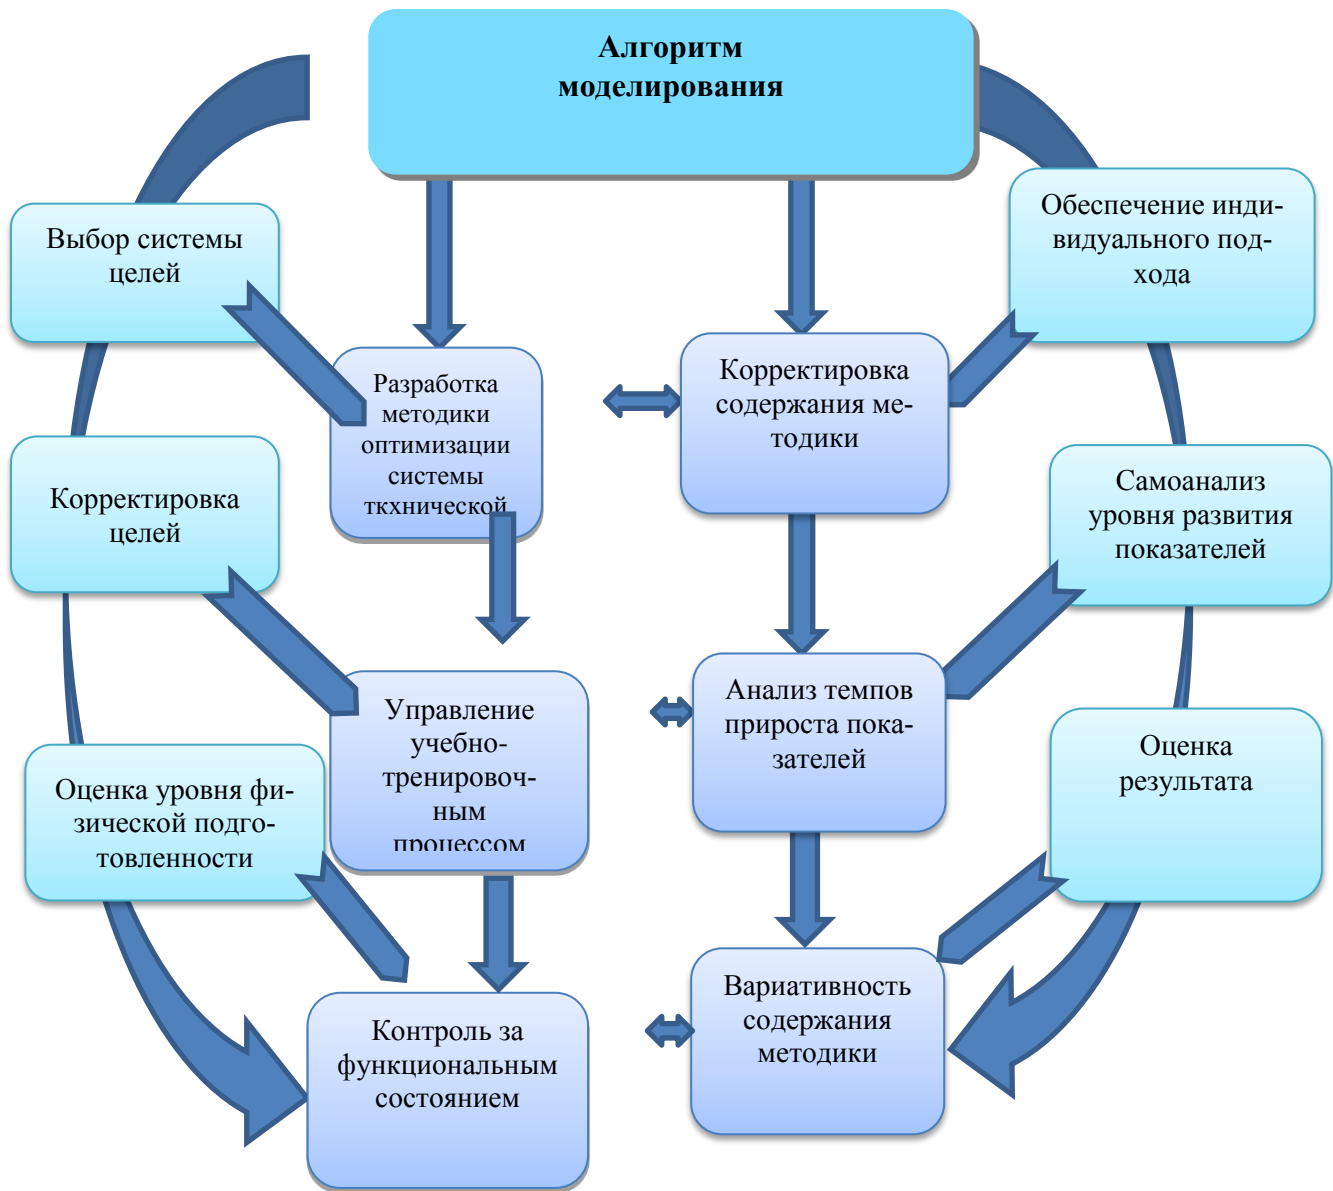 Алгоритм
моделирования
Выбор системы
целей
Обеспечение инди-
видуального под-
хода
Разработка
методики
оптимизации
системы
ткхнической
Корректировка
содержания ме-
тодики
Корректировка
целей
Самоанализ
уровня развития
показателей
Управление
учебно-
тренировоч-
ным
процессом
Анализ темпов
прироста пока-
зателей
Оценка уровня фи-
зической подго-
товленности
Оценка
результата
Контроль за
функциональным
состоянием
Вариативность
содержания
методики